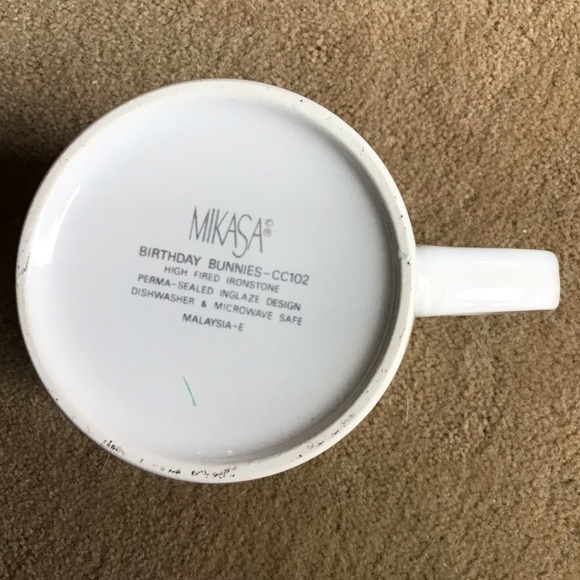 MIKASA©®
BIRTHDAY BUNNIES-CC102
HIGH FIRED IRONSTONE
PERMA-SEALED INGLAZE DESIGN
DISHWASHER & MICROWAVE SAFE
MALAYSIA-E